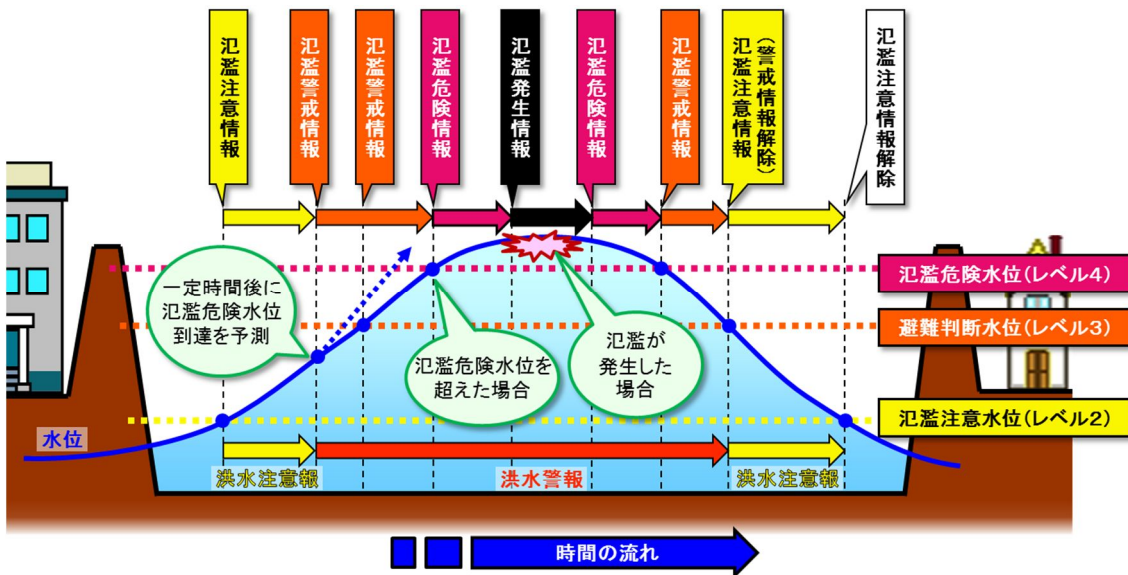 氾濫注意情報
氾濫警戒情報
氾濫警戒情報
氾濫危険情報
氾濫発生情報
氾濫危険情報
氾濫警戒情報
氾濫注意情報
（警戒情報解除）
氾濫注意情報解除
一定時間後に
氾濫危険水位
到達を予測
氾濫危険水位を
超えた場合
氾濫が
発生した
場合
氾濫危険水位(レベル4)
避難判断水位(レベル3)
氾濫注意水位(レベル2)
水位
洪水注意報
洪水警報
洪水注意報
時間の流れ